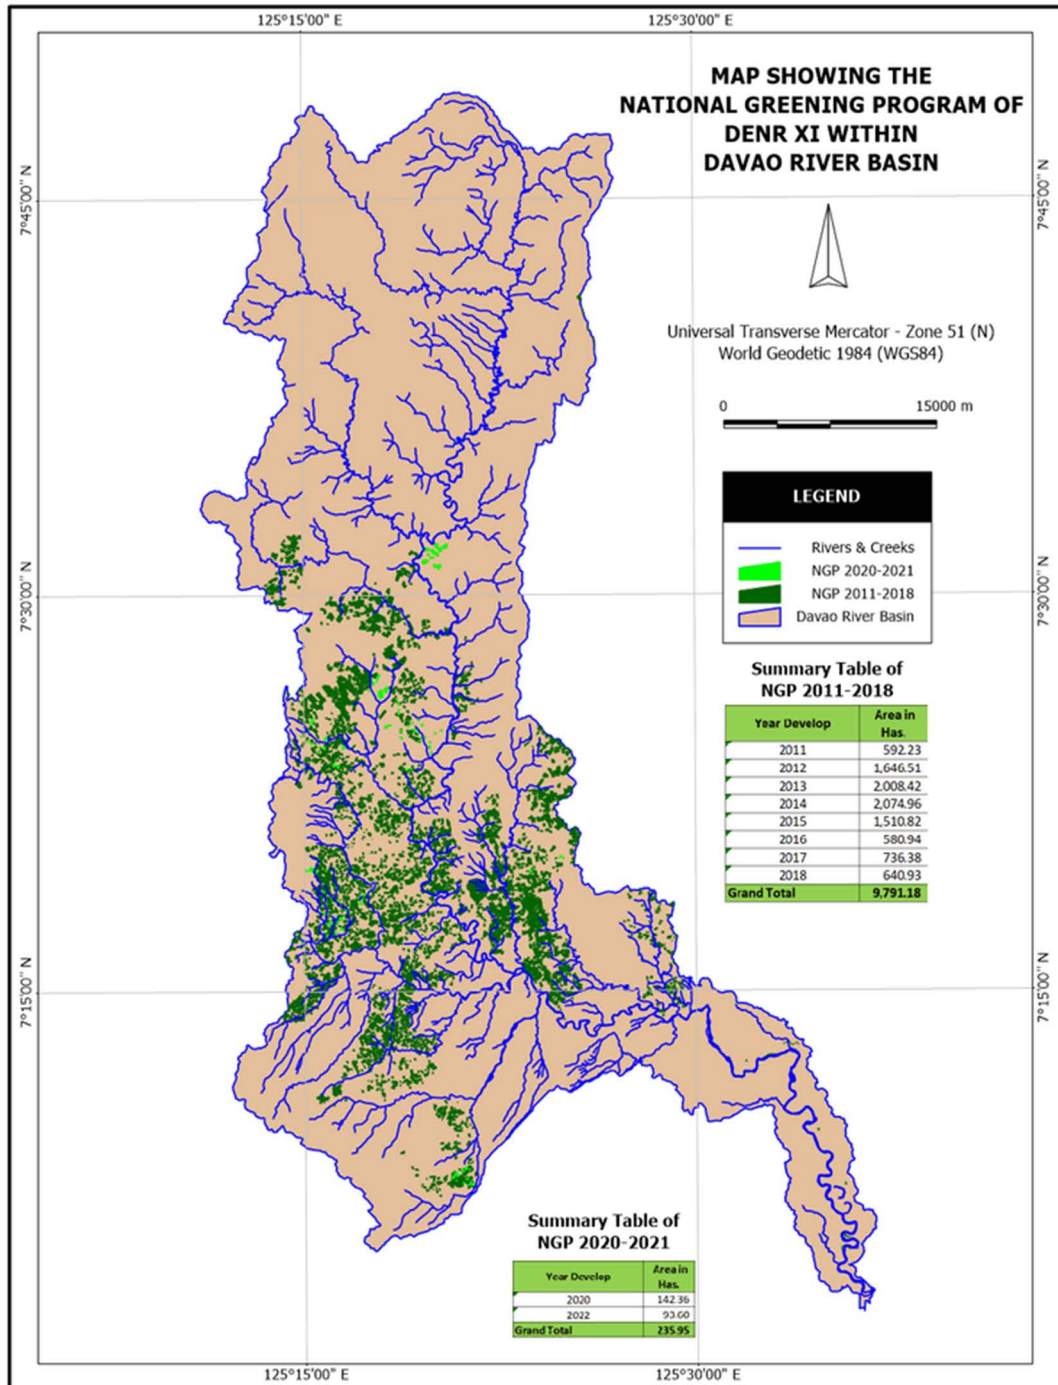 125°15'00" E 125°30'00" E
MAP SHOWING THE
NATIONAL GREENING PROGRAM OF
DENR XI WITHIN
DAVAO RIVER BASIN
7°45'00" N 7°45'00" N
Universal Transverse Mercator - Zone 51 (N)
World Geodetic 1984 (WGS84)
0 15000 m
LEGEND
Rivers & Creeks
NGP 2020-2021
NGP 2011-2018
Davao River Basin
7°30'00" N 7°30'00" N
Summary Table of
NGP 2011-2018
Year Develop Area in
Has.
2011 592.23
2012 1,646.51
2013 2,008.42
2014 2,074.96
2015 1,510.82
2016 580.94
2017 736.38
2018 640.93
Grand Total 9,791.18
7°15'00" N 7°15'00" N
Summary Table of
NGP 2020-2021
Year Develop Area in
Has.
2020 142.36
2022 93.60
Grand Total 235.95
125°15'00" E 125°30'00" E